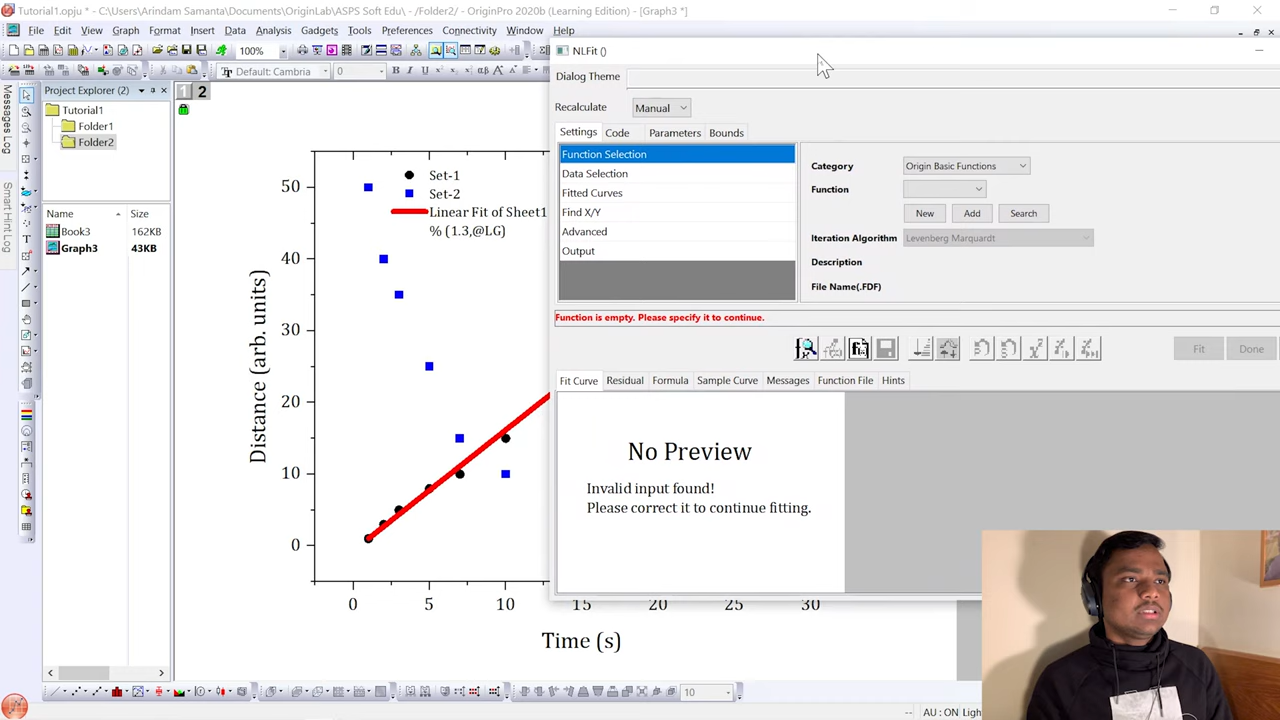 Tutorial1.opju * - C:\Users\Arindam Samanta\Documents\OriginLab\ASPS Soft Edu\ - /Folder2/ - OriginPro 2020b (Learning Edition) - [Graph3 *]
File Edit View Graph Format Insert Data Analysis Gadgets Tools Preferences Connectivity Window Help
100%
Default: Cambria 0 B I U
Project Explorer (2)
1 2
Messages Log
Smart Hint Log
Tutorial1
Folder1
Folder2
Name Size
Book3 162KB
Graph3 43KB
Set-1
Set-2
Linear Fit of Sheet1
% (1.3,@LG)
50
40
30
20
10
0
Distance (arb. units)
0 5 10 15 20 25 30
Time (s)
NLFit ()
Dialog Theme
Recalculate Manual
Settings Code Parameters Bounds
Function Selection
Data Selection
Fitted Curves
Find X/Y
Advanced
Output
Category Origin Basic Functions
Function
New Add Search
Iteration Algorithm Levenberg Marquardt
Description
File Name(.FDF)
Function is empty. Please specify it to continue.
Fit Done
Fit Curve Residual Formula Sample Curve Messages Function File Hints
No Preview
Invalid input found!
Please correct it to continue fitting.
10
-- AU : ON Ligh